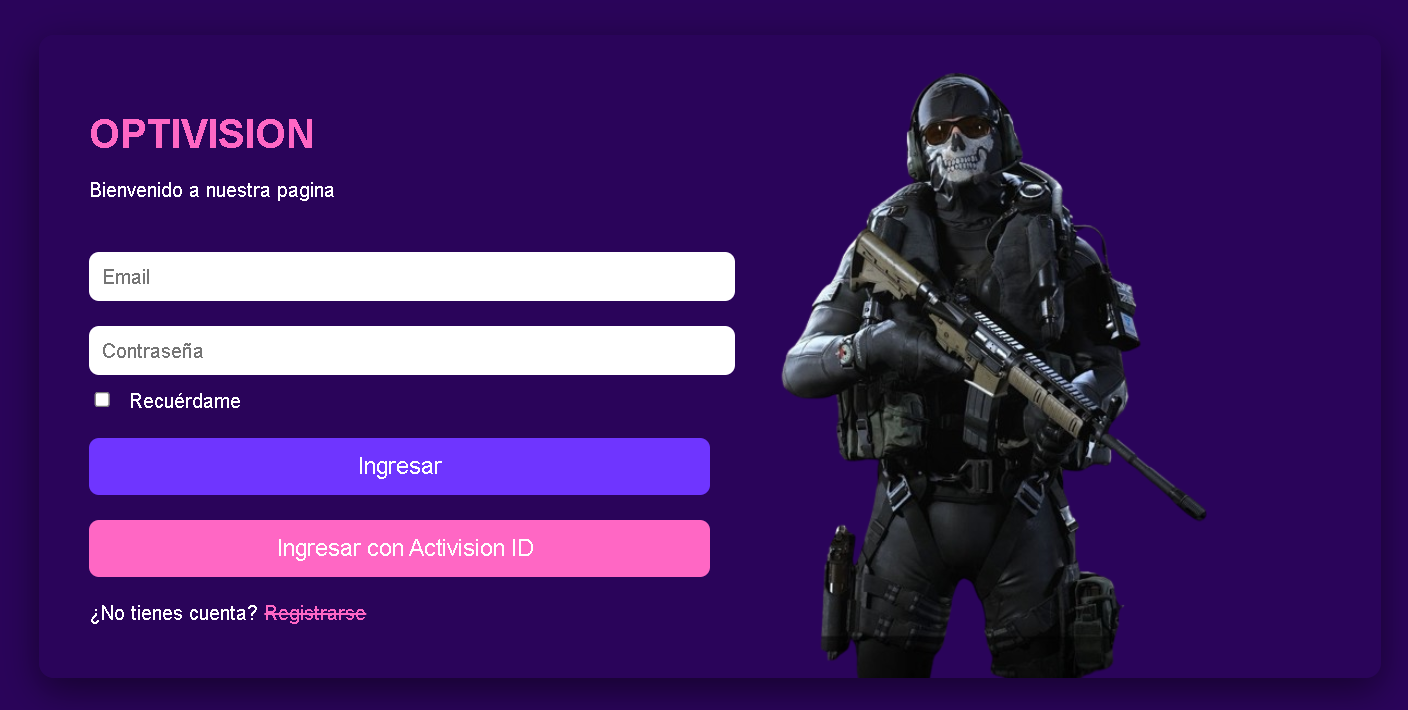 OPTIVISION
Bienvenido a nuestra pagina
Email
Contraseña
Recuérdame
Ingresar
Ingresar con Activision ID
¿No tienes cuenta? Registrarse